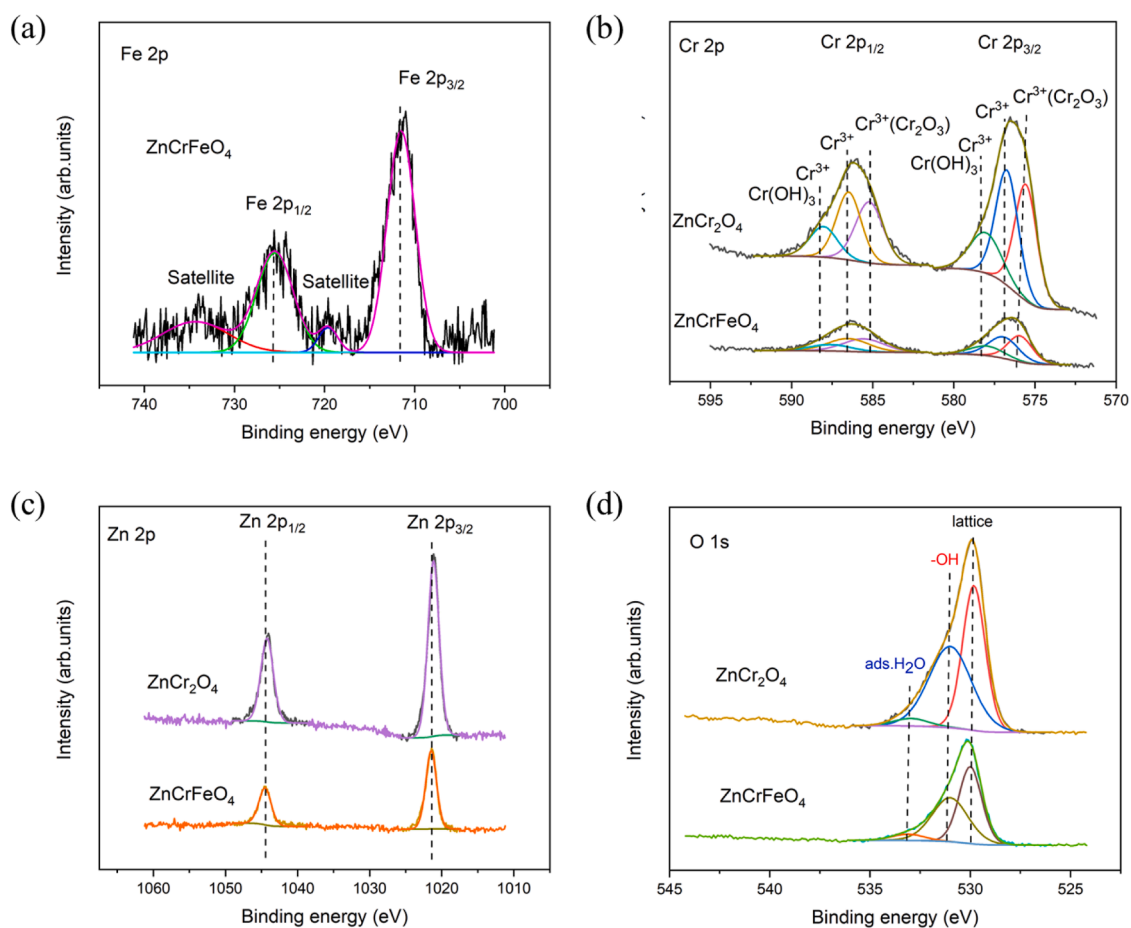 (a)
Fe 2p
Fe 2p3/2
ZnCrFeO4
Fe 2p1/2
Satellite
Satellite
Intensity (arb.units)
740 730 720 710 700
Binding energy (eV)
(b)
Cr 2p
Cr 2p1/2
Cr 2p3/2
Cr3+
Cr3+(Cr2O3)
Cr3+
Cr(OH)3
ZnCr2O4
Cr3+
Cr3+(Cr2O3)
Cr3+
Cr(OH)3
ZnCrFeO4
Intensity (arb.units)
595 590 585 580 575 570
Binding energy (eV)
(c)
Zn 2p
Zn 2p1/2
Zn 2p3/2
ZnCr2O4
ZnCrFeO4
Intensity (arb.units)
1060 1050 1040 1030 1020 1010
Binding energy (eV)
(d)
O 1s
lattice
-OH
ads.H2O
ZnCr2O4
ZnCrFeO4
Intensity (arb.units)
545 540 535 530 525
Binding energy (eV)